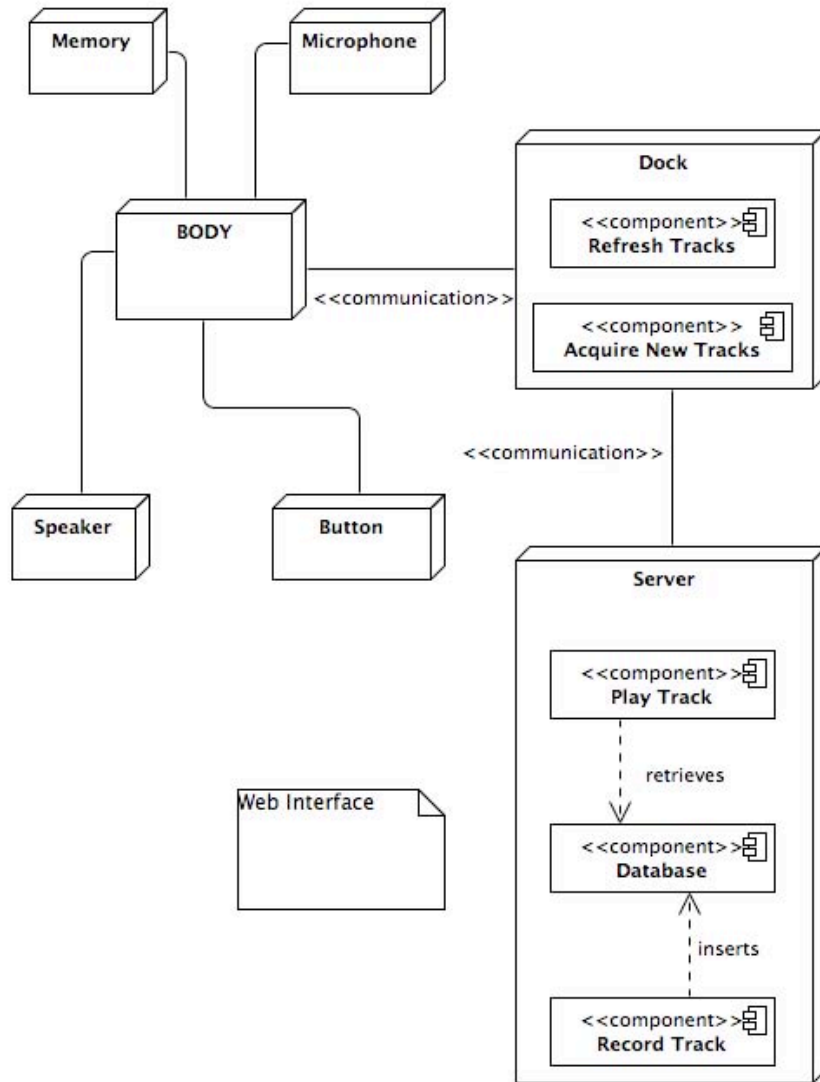 Memory
Microphone
Dock
<<component>>
Refresh Tracks
BODY
<<communication>>
<<component>>
Acquire New Tracks
<<communication>>
Speaker
Button
Server
<<component>>
Play Track
retrieves
Web Interface
<<component>>
Database
inserts
<<component>>
Record Track